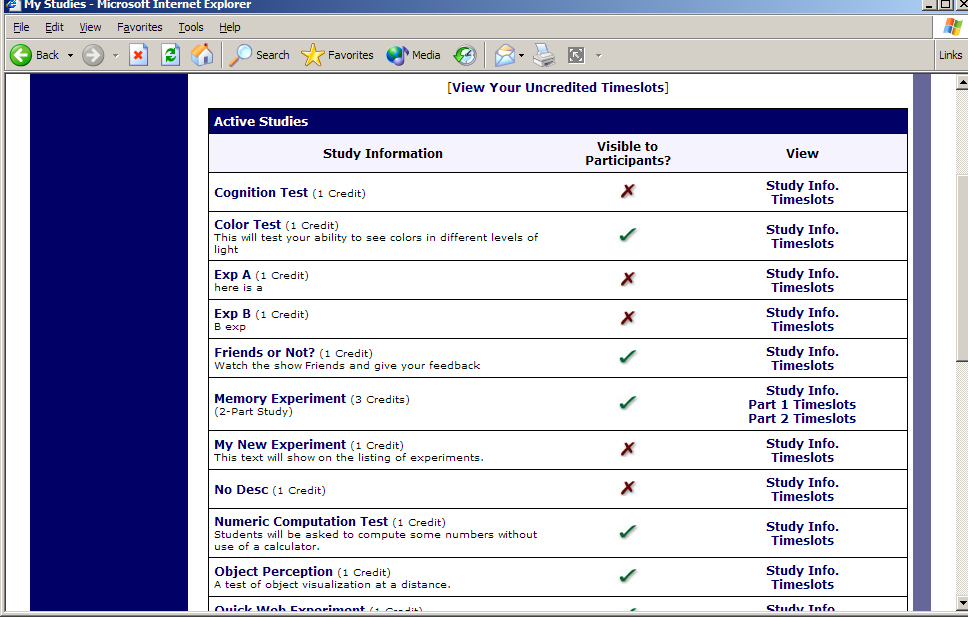 My Studies - Microsoft Internet Explorer
File Edit View Favorites Tools Help
Back Search Favorites Media Links
[View Your Uncredited Timeslots]
Active Studies
Study Information Visible to Participants? View
Cognition Test (1 Credit) Study Info.
Timeslots
Color Test (1 Credit) Study Info.
This will test your ability to see colors in different levels of Timeslots
light
Exp A (1 Credit) Study Info.
here is a Timeslots
Exp B (1 Credit) Study Info.
B exp Timeslots
Friends or Not? (1 Credit) Study Info.
Watch the show Friends and give your feedback Timeslots
Memory Experiment (3 Credits) Study Info.
(2-Part Study) Part 1 Timeslots
Part 2 Timeslots
My New Experiment (1 Credit) Study Info.
This text will show on the listing of experiments. Timeslots
No Desc (1 Credit) Study Info.
Timeslots
Numeric Computation Test (1 Credit) Study Info.
Students will be asked to compute some numbers without Timeslots
use of a calculator.
Object Perception (1 Credit) Study Info.
A test of object visualization at a distance. Timeslots
Quick Web Experiment (1 Credit) Study Info.